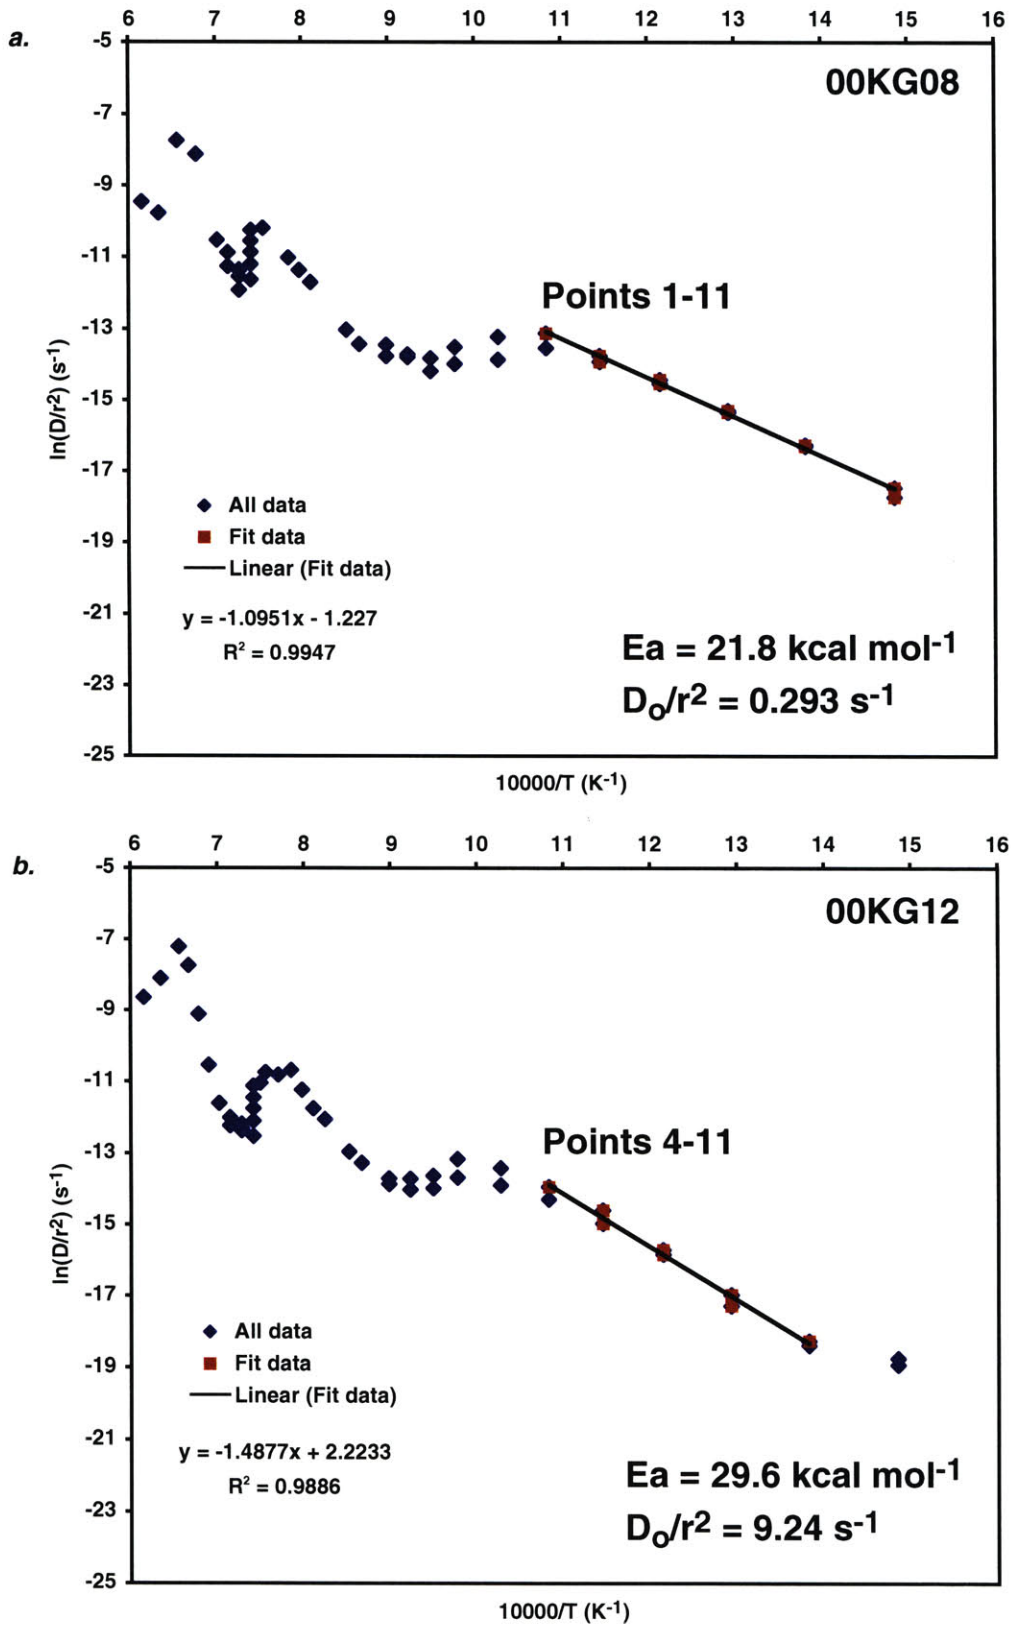 6 7 8 9 10 11 12 13 14 15 16
a.
-5
00KG08
-7
-9
-11
Points 1-11
-13
ln(D/r²) (s⁻¹)
-15
-17
All data
-19
Fit data
Linear (Fit data)
-21
y = -1.0951x - 1.227
R² = 0.9947
Ea = 21.8 kcal mol⁻¹
-23
Dₒ/r² = 0.293 s⁻¹
-25
10000/T (K⁻¹)
6 7 8 9 10 11 12 13 14 15 16
b.
-5
00KG12
-7
-9
-11
Points 4-11
-13
ln(D/r²) (s⁻¹)
-15
-17
All data
-19
Fit data
Linear (Fit data)
-21
y = -1.4877x + 2.2233
R² = 0.9886
Ea = 29.6 kcal mol⁻¹
-23
Dₒ/r² = 9.24 s⁻¹
-25
10000/T (K⁻¹)